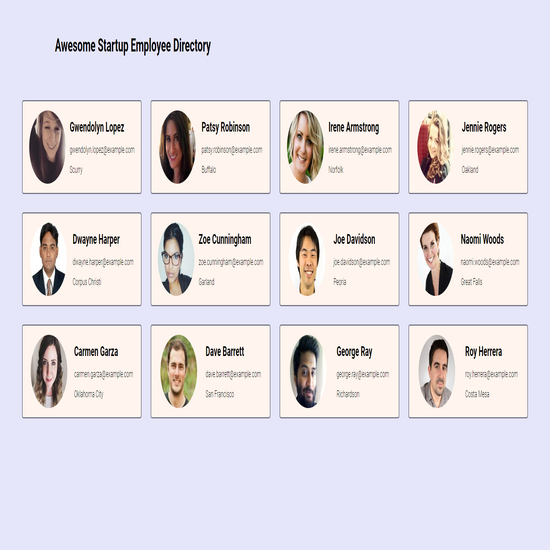 Awesome Startup Employee Directory
Gwendolyn Lopez
gwendolyn.lopez@example.com
Scurry
Patsy Robinson
patsy.robinson@example.com
Buffalo
Irene Armstrong
irene.armstrong@example.com
Norfolk
Jennie Rogers
jennie.rogers@example.com
Oakland
Dwayne Harper
dwayne.harper@example.com
Corpus Christi
Zoe Cunningham
zoe.cunningham@example.com
Garland
Joe Davidson
joe.davidson@example.com
Peoria
Naomi Woods
naomi.woods@example.com
Great Falls
Carmen Garza
carmen.garza@example.com
Oklahoma City
Dave Barrett
dave.barrett@example.com
San Francisco
George Ray
george.ray@example.com
Richardson
Roy Herrera
roy.herrera@example.com
Costa Mesa